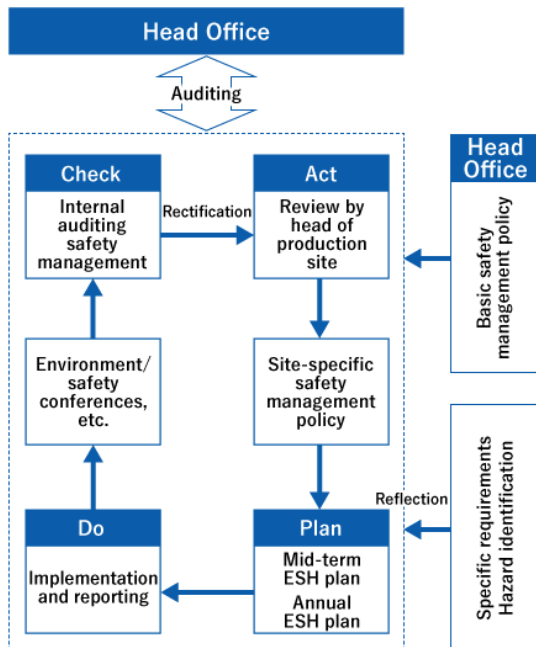 Head Office
Auditing
Check
Internal
auditing
safety
management
Rectification
Act
Review by
head of
production
site
Head
Office
Basic safety
management policy
Environment/
safety
conferences,
etc.
Site-specific
safety
management
policy
Reflection
Specific requirements
Hazard identification
Do
Implementation
and reporting
Plan
Mid-term
ESH plan
Annual
ESH plan